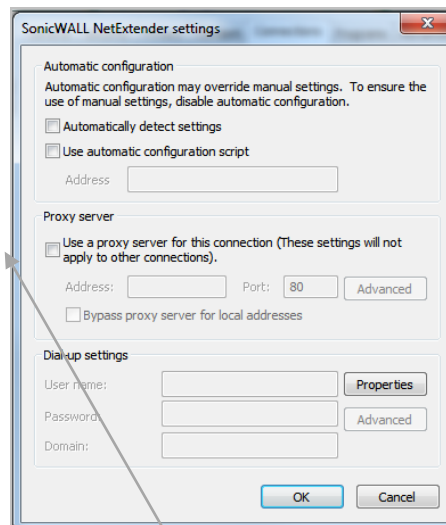 SonicWALL NetExtender settings
Automatic configuration
Automatic configuration may override manual settings. To ensure the
use of manual settings, disable automatic configuration.
Automatically detect settings
Use automatic configuration script
Address
Proxy server
Use a proxy server for this connection (These settings will not
apply to other connections).
Address: Port: 80 Advanced
Bypass proxy server for local addresses
Dial-up settings
User name: Properties
Password: Advanced
Domain:
OK Cancel